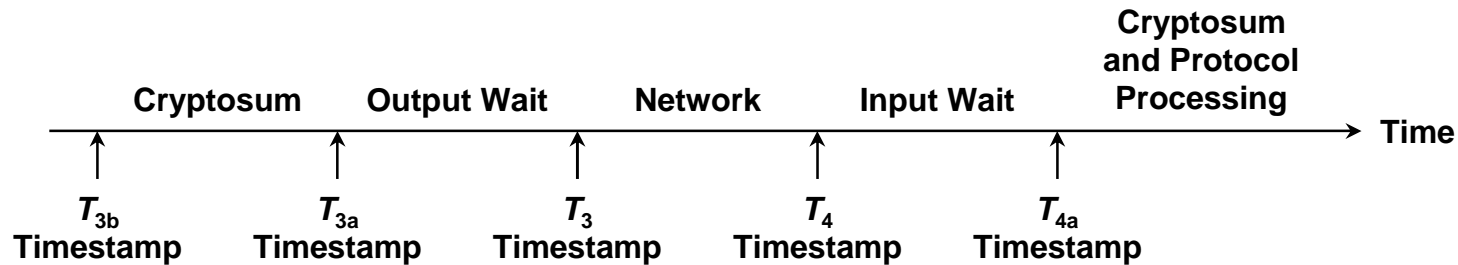 Cryptosum
and Protocol
Processing
Cryptosum Output Wait Network Input Wait
Time
T3b T3a T3 T4 T4a
Timestamp Timestamp Timestamp Timestamp Timestamp